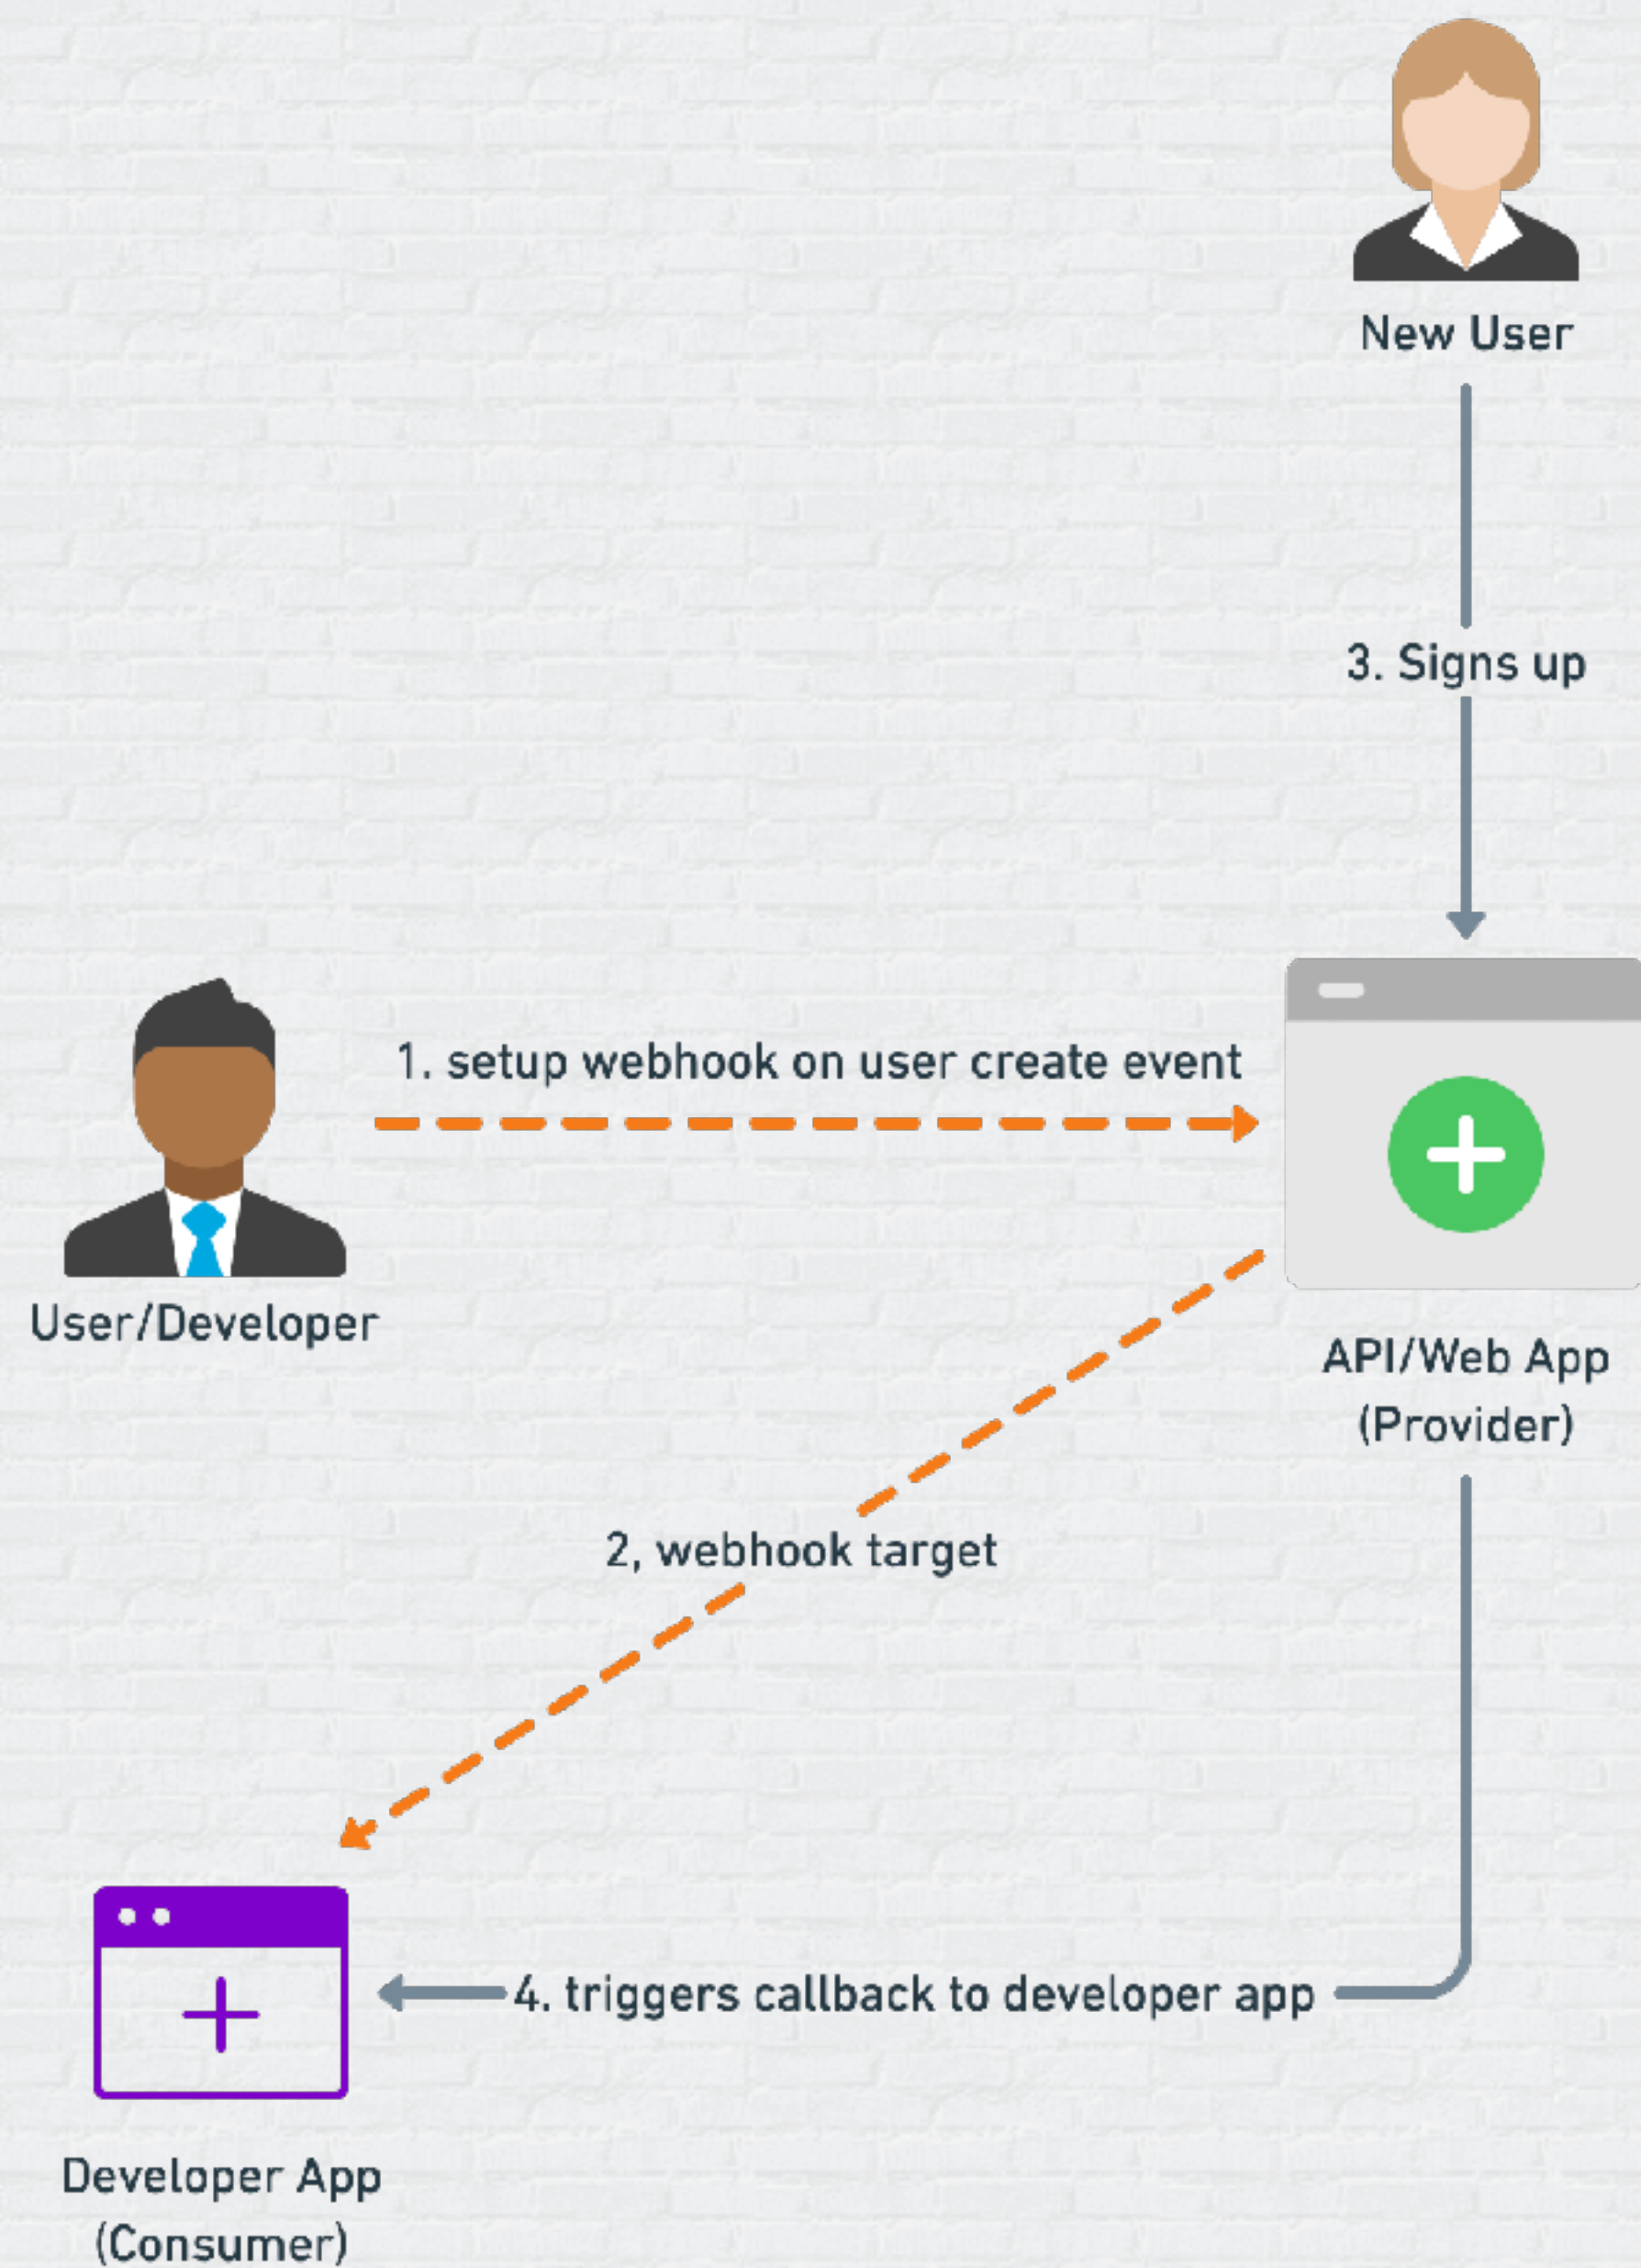 New User
3. Signs up
1. setup webhook on user create event
User/Developer
API/Web App
(Provider)
2, webhook target
4. triggers callback to developer app
Developer App
(Consumer)